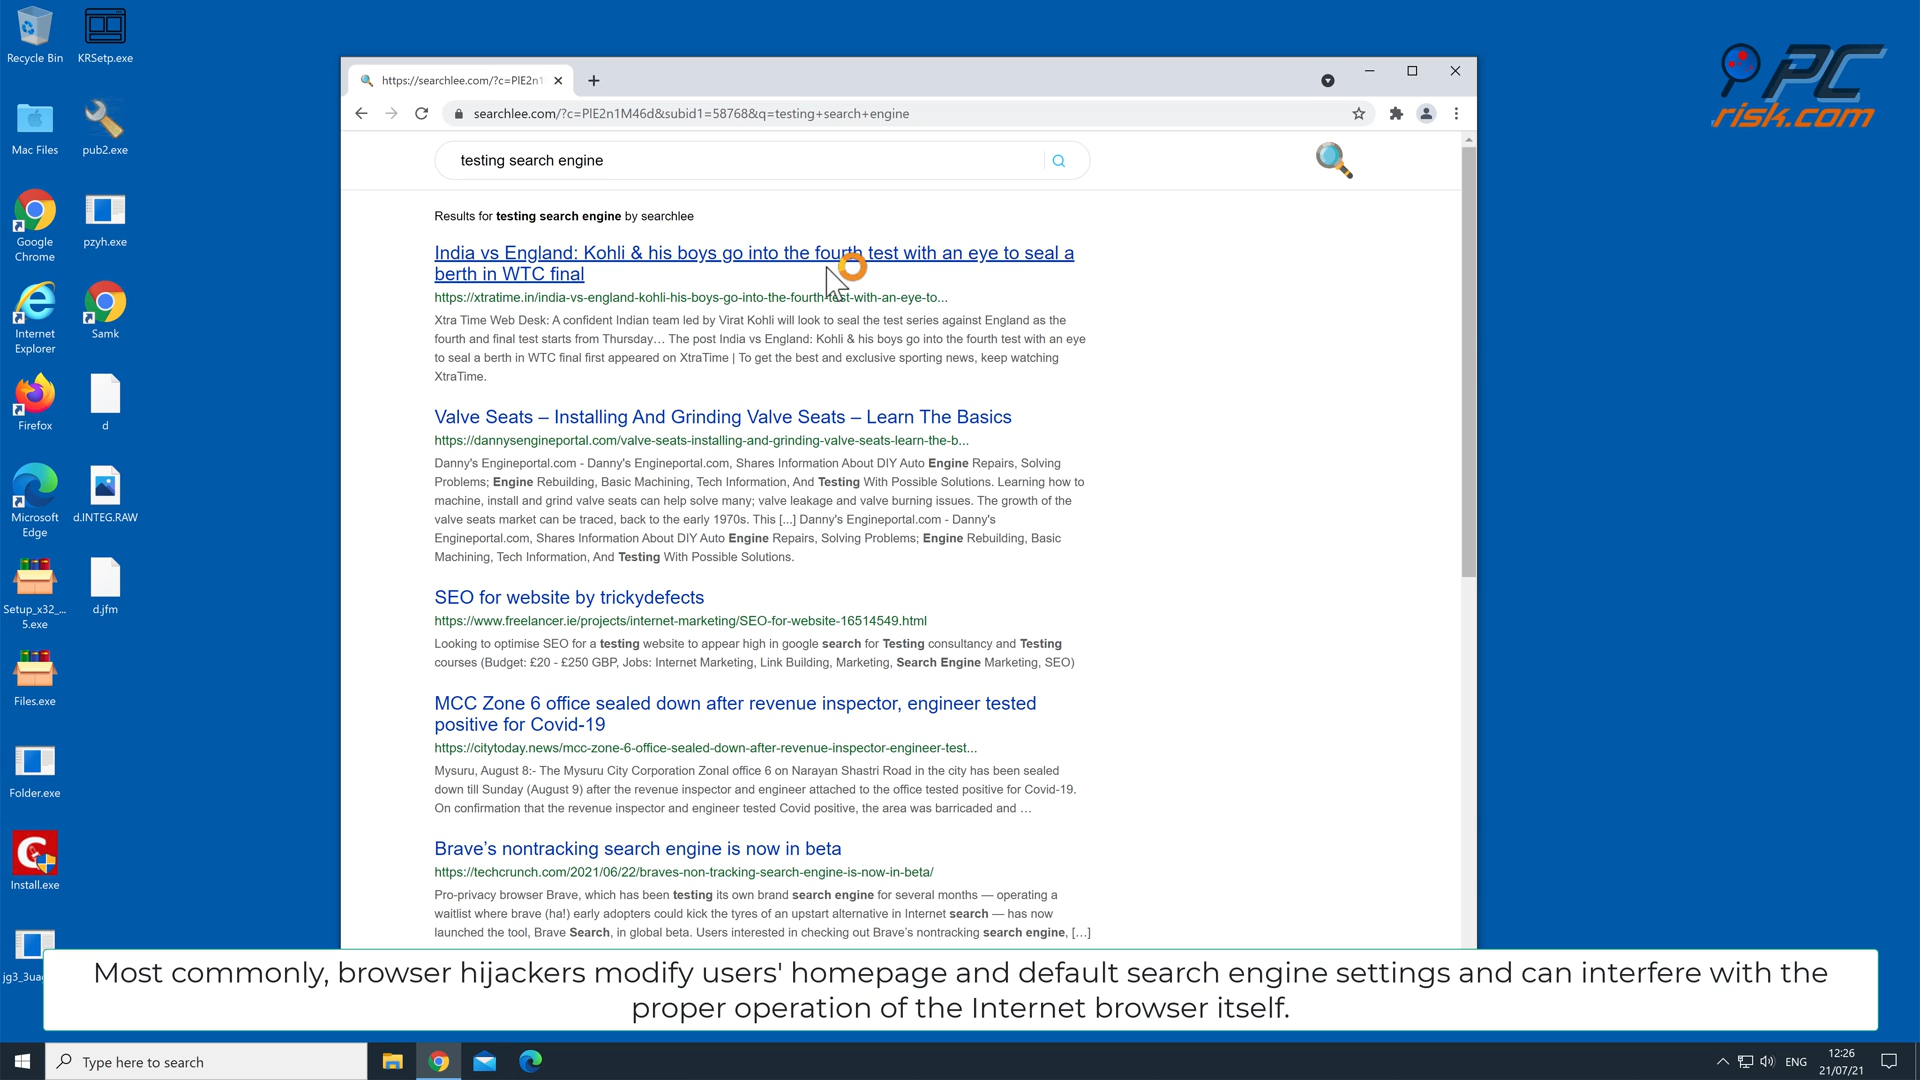 Recycle Bin
KRSetp.exe
Mac Files
pub2.exe
Google
Chrome
pzyh.exe
Internet
Explorer
Samk
Firefox
d
Microsoft
Edge
d.INTEG.RAW
Setup_x32_...
5.exe
d.jfm
Files.exe
Folder.exe
Install.exe
PC
risk.com
https://searchlee.com/?c=PlE2n1
searchlee.com/?c=PlE2n1M46d&subid1=58768&q=testing+search+engine
testing search engine
Results for testing search engine by searchlee
India vs England: Kohli & his boys go into the fourth test with an eye to seal a
berth in WTC final
https://xtratime.in/india-vs-england-kohli-his-boys-go-into-the-fourth-test-with-an-eye-to...
Xtra Time Web Desk: A confident Indian team led by Virat Kohli will look to seal the test series against England as the
fourth and final test starts from Thursday… The post India vs England: Kohli & his boys go into the fourth test with an eye
to seal a berth in WTC final first appeared on XtraTime | To get the best and exclusive sporting news, keep watching
XtraTime.
Valve Seats – Installing And Grinding Valve Seats – Learn The Basics
https://dannysengineportal.com/valve-seats-installing-and-grinding-valve-seats-learn-the-b...
Danny's Engineportal.com - Danny's Engineportal.com, Shares Information About DIY Auto Engine Repairs, Solving
Problems; Engine Rebuilding, Basic Machining, Tech Information, And Testing With Possible Solutions. Learning how to
machine, install and grind valve seats can help solve many; valve leakage and valve burning issues. The growth of the
valve seats market can be traced, back to the early 1970s. This [...] Danny's Engineportal.com - Danny's
Engineportal.com, Shares Information About DIY Auto Engine Repairs, Solving Problems; Engine Rebuilding, Basic
Machining, Tech Information, And Testing With Possible Solutions.
SEO for website by trickydefects
https://www.freelancer.ie/projects/internet-marketing/SEO-for-website-16514549.html
Looking to optimise SEO for a testing website to appear high in google search for Testing consultancy and Testing
courses (Budget: £20 - £250 GBP, Jobs: Internet Marketing, Link Building, Marketing, Search Engine Marketing, SEO)
MCC Zone 6 office sealed down after revenue inspector, engineer tested
positive for Covid-19
https://citytoday.news/mcc-zone-6-office-sealed-down-after-revenue-inspector-engineer-test...
Mysuru, August 8:- The Mysuru City Corporation Zonal office 6 on Narayan Shastri Road in the city has been sealed
down till Sunday (August 9) after the revenue inspector and engineer attached to the office tested positive for Covid-19.
On confirmation that the revenue inspector and engineer tested Covid positive, the area was barricaded and …
Brave's nontracking search engine is now in beta
https://techcrunch.com/2021/06/22/braves-non-tracking-search-engine-is-now-in-beta/
Pro-privacy browser Brave, which has been testing its own brand search engine for several months — operating a
waitlist where brave (ha!) early adopters could kick the tyres of an upstart alternative in Internet search — has now
launched the tool, Brave Search, in global beta. Users interested in checking out Brave's nontracking search engine, [...]
Most commonly, browser hijackers modify users' homepage and default search engine settings and can interfere with the
proper operation of the Internet browser itself.
Type here to search
ENG
12:26
21/07/21